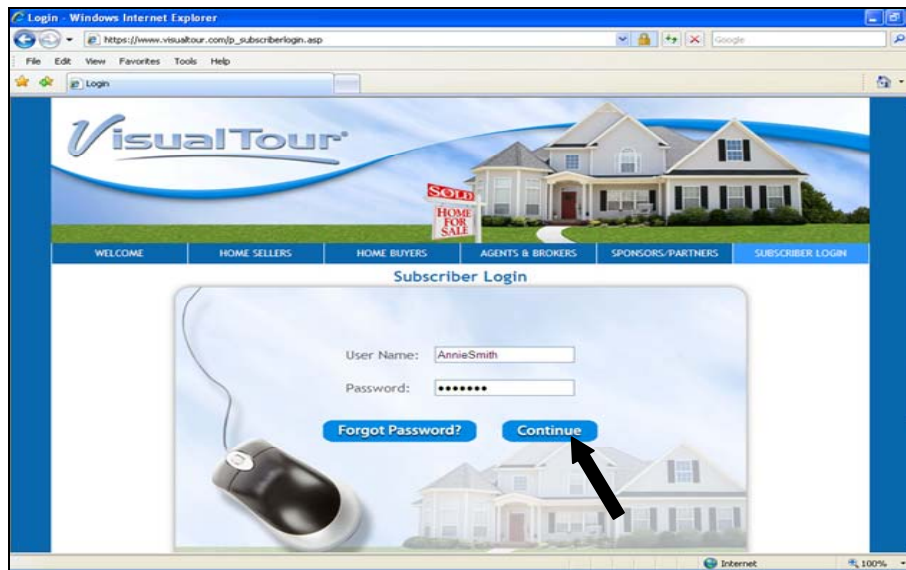 Login - Windows Internet Explorer
https://www.visualtour.com/p_subscriberlogin.asp
Google
File Edit View Favorites Tools Help
Login
VisualTour
SOLD
HOME
FOR
SALE
WELCOME HOME SELLERS HOME BUYERS AGENTS & BROKERS SPONSORS/PARTNERS SUBSCRIBER LOGIN
Subscriber Login
User Name: AnnieSmith
Password: •••••••
Forgot Password? Continue
Internet 100%